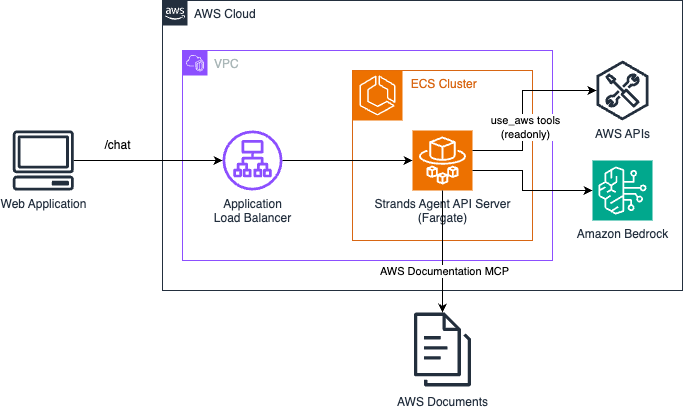 aws
AWS Cloud
VPC
ECS Cluster
use_aws tools
(readonly)
AWS APIs
/chat
Web Application
Application
Load Balancer
Strands Agent API Server
(Fargate)
Amazon Bedrock
AWS Documentation MCP
AWS Documents